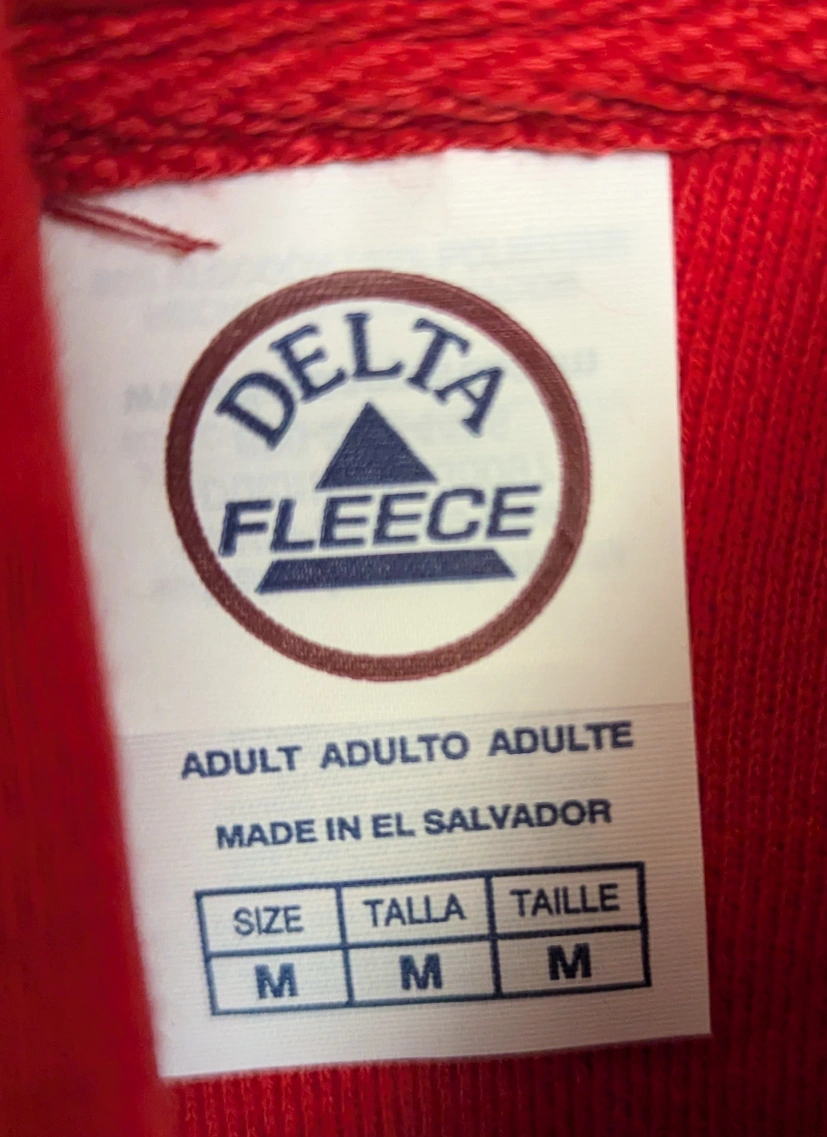 DELTA
FLEECE
ADULT ADULTO ADULTE
MADE IN EL SALVADOR
SIZE TALLA TAILLE
M M M